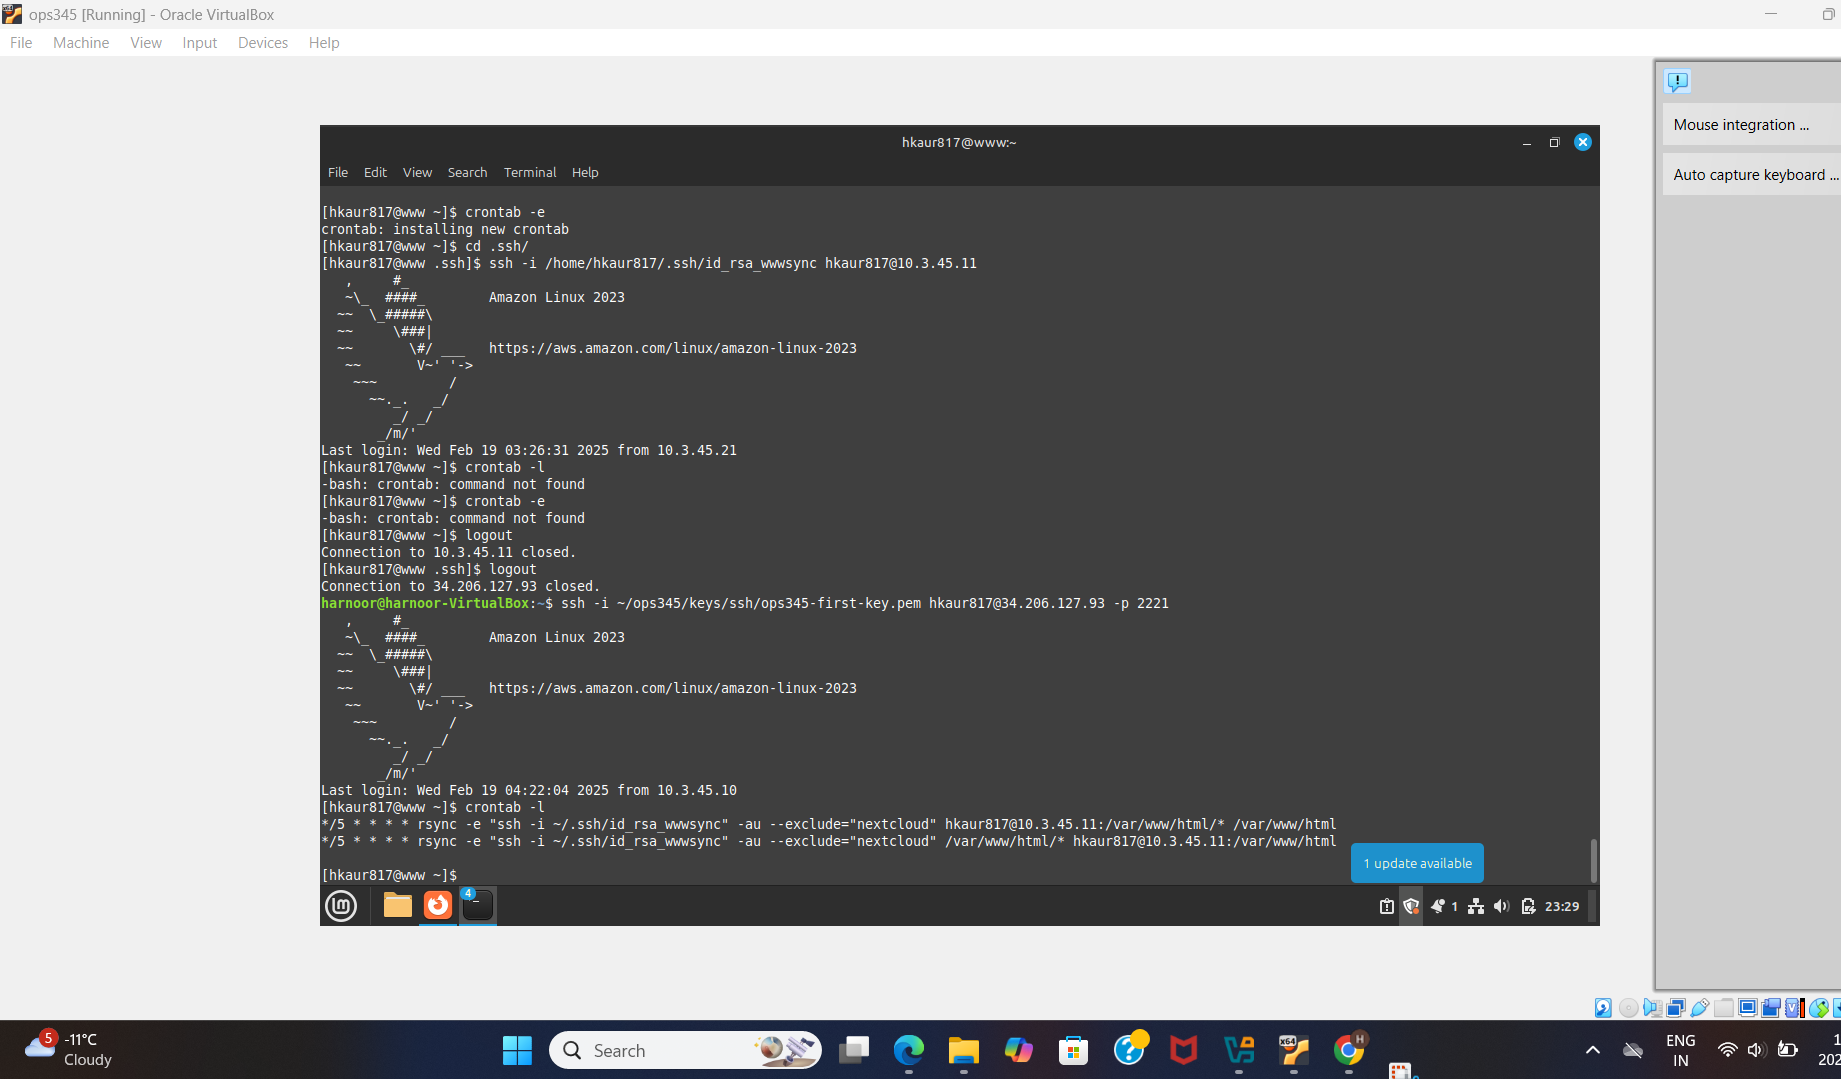 ops345 [Running] - Oracle VirtualBox
File Machine View Input Devices Help
Mouse integration ...
Auto capture keyboard ...
hkaur817@www:~
File Edit View Search Terminal Help
[hkaur817@www ~]$ crontab -e
crontab: installing new crontab
[hkaur817@www ~]$ cd .ssh/
[hkaur817@www .ssh]$ ssh -i /home/hkaur817/.ssh/id_rsa_wwwsync hkaur817@10.3.45.11
   ,     #_
   ~\_  ####_        Amazon Linux 2023
  ~~  \_#####\
  ~~     \###|
  ~~       \#/ ___   https://aws.amazon.com/linux/amazon-linux-2023
   ~~       V~' '->
    ~~~         /
      ~~._.   _/
         _/ _/
       _/m/'
Last login: Wed Feb 19 03:26:31 2025 from 10.3.45.21
[hkaur817@www ~]$ crontab -l
-bash: crontab: command not found
[hkaur817@www ~]$ crontab -e
-bash: crontab: command not found
[hkaur817@www ~]$ logout
Connection to 10.3.45.11 closed.
[hkaur817@www .ssh]$ logout
Connection to 34.206.127.93 closed.
harnoor@harnoor-VirtualBox:~$ ssh -i ~/ops345/keys/ssh/ops345-first-key.pem hkaur817@34.206.127.93 -p 2221
   ,     #_
   ~\_  ####_        Amazon Linux 2023
  ~~  \_#####\
  ~~     \###|
  ~~       \#/ ___   https://aws.amazon.com/linux/amazon-linux-2023
   ~~       V~' '->
    ~~~         /
      ~~._.   _/
         _/ _/
       _/m/'
Last login: Wed Feb 19 04:22:04 2025 from 10.3.45.10
[hkaur817@www ~]$ crontab -l
*/5 * * * * rsync -e "ssh -i ~/.ssh/id_rsa_wwwsync" -au --exclude="nextcloud" hkaur817@10.3.45.11:/var/www/html/* /var/www/html
*/5 * * * * rsync -e "ssh -i ~/.ssh/id_rsa_wwwsync" -au --exclude="nextcloud" /var/www/html/* hkaur817@10.3.45.11:/var/www/html
1 update available
[hkaur817@www ~]$
4
1 23:29
5
-11°C
Cloudy
Search
x64
H
ENG
IN